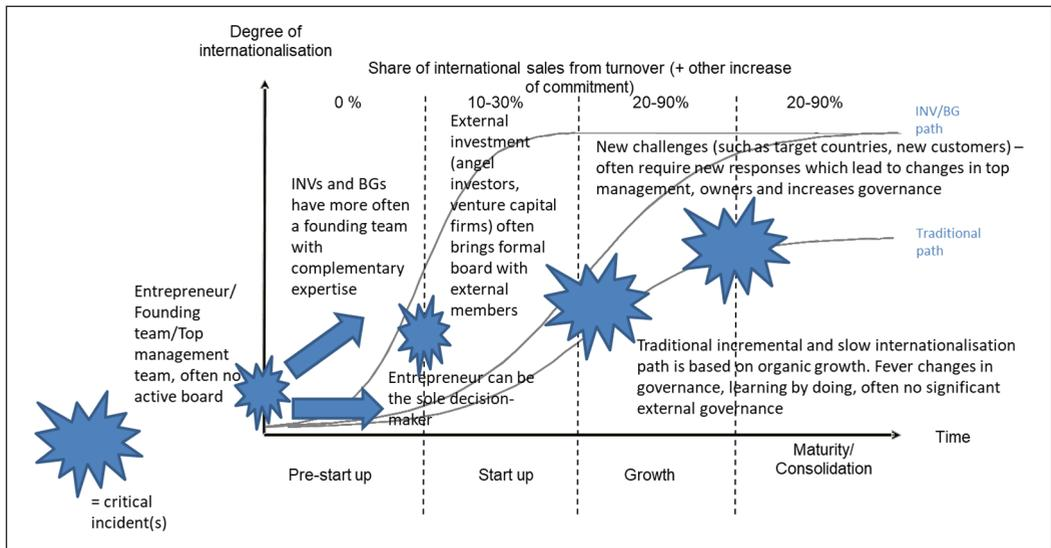 Degree of
internationalisation
Share of international sales from turnover (+ other increase
of commitment)
0 %
10-30%
20-90%
20-90%
INV/BG
path
External
investment
(angel
investors,
venture capital
firms) often
brings formal
board with
external
members
New challenges (such as target countries, new customers) –
often require new responses which lead to changes in top
management, owners and increases governance
INVs and BGs
have more often
a founding team
with
complementary
expertise
Traditional
path
Entrepreneur/
Founding
team/Top
management
team, often no
active board
Traditional incremental and slow internationalisation
path is based on organic growth. Fever changes in
governance, learning by doing, often no significant
external governance
Entrepreneur can be
the sole decision-
maker
Time
Pre-start up
Start up
Growth
Maturity/
Consolidation
= critical
incident(s)